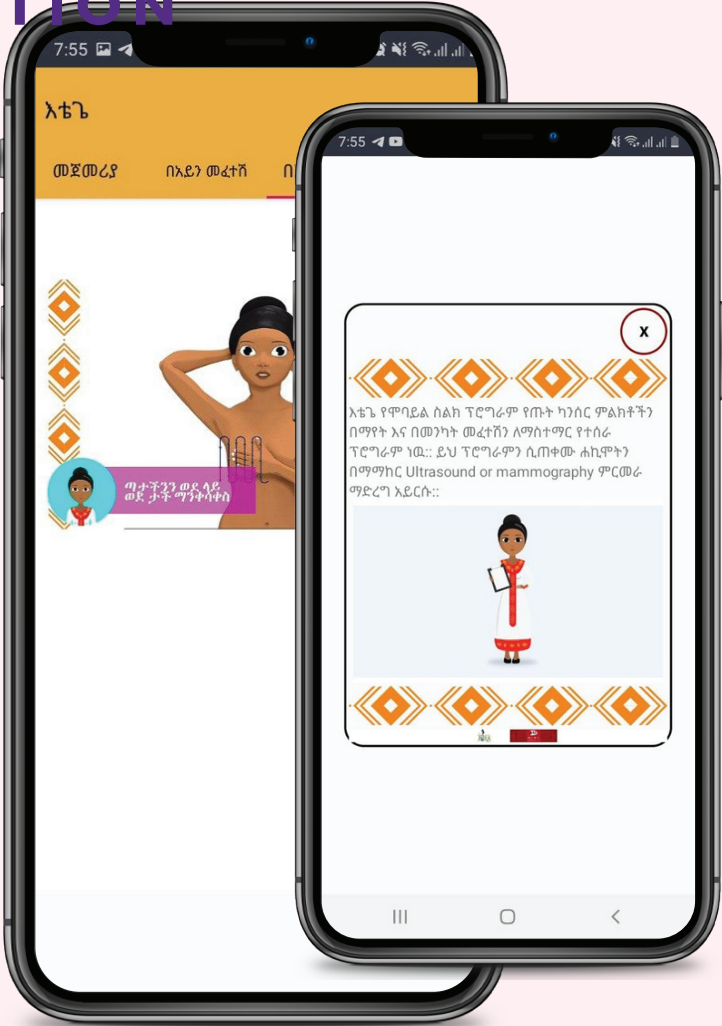 TION
7:55
እቴጌ
መጀመሪያ
በአይን መፈተሽ
ጣታችንን ወደ ላይ
ወደ ታች ማንቀሳቀስ
7:55
x
እቴጌ የሞባይል ስልክ ፕሮግራም የጡት ካንሰር ምልክቶችን
በማየት እና በመንካት መፈተሽን ለማስተማር የተሰራ
ፕሮግራም ነዉ:: ይህ ፕሮግራምን ሲጠቀሙ ሐኪሞትን
በማማከር Ultrasound or mammography ምርመራ
ማድረግ አይርሱ::